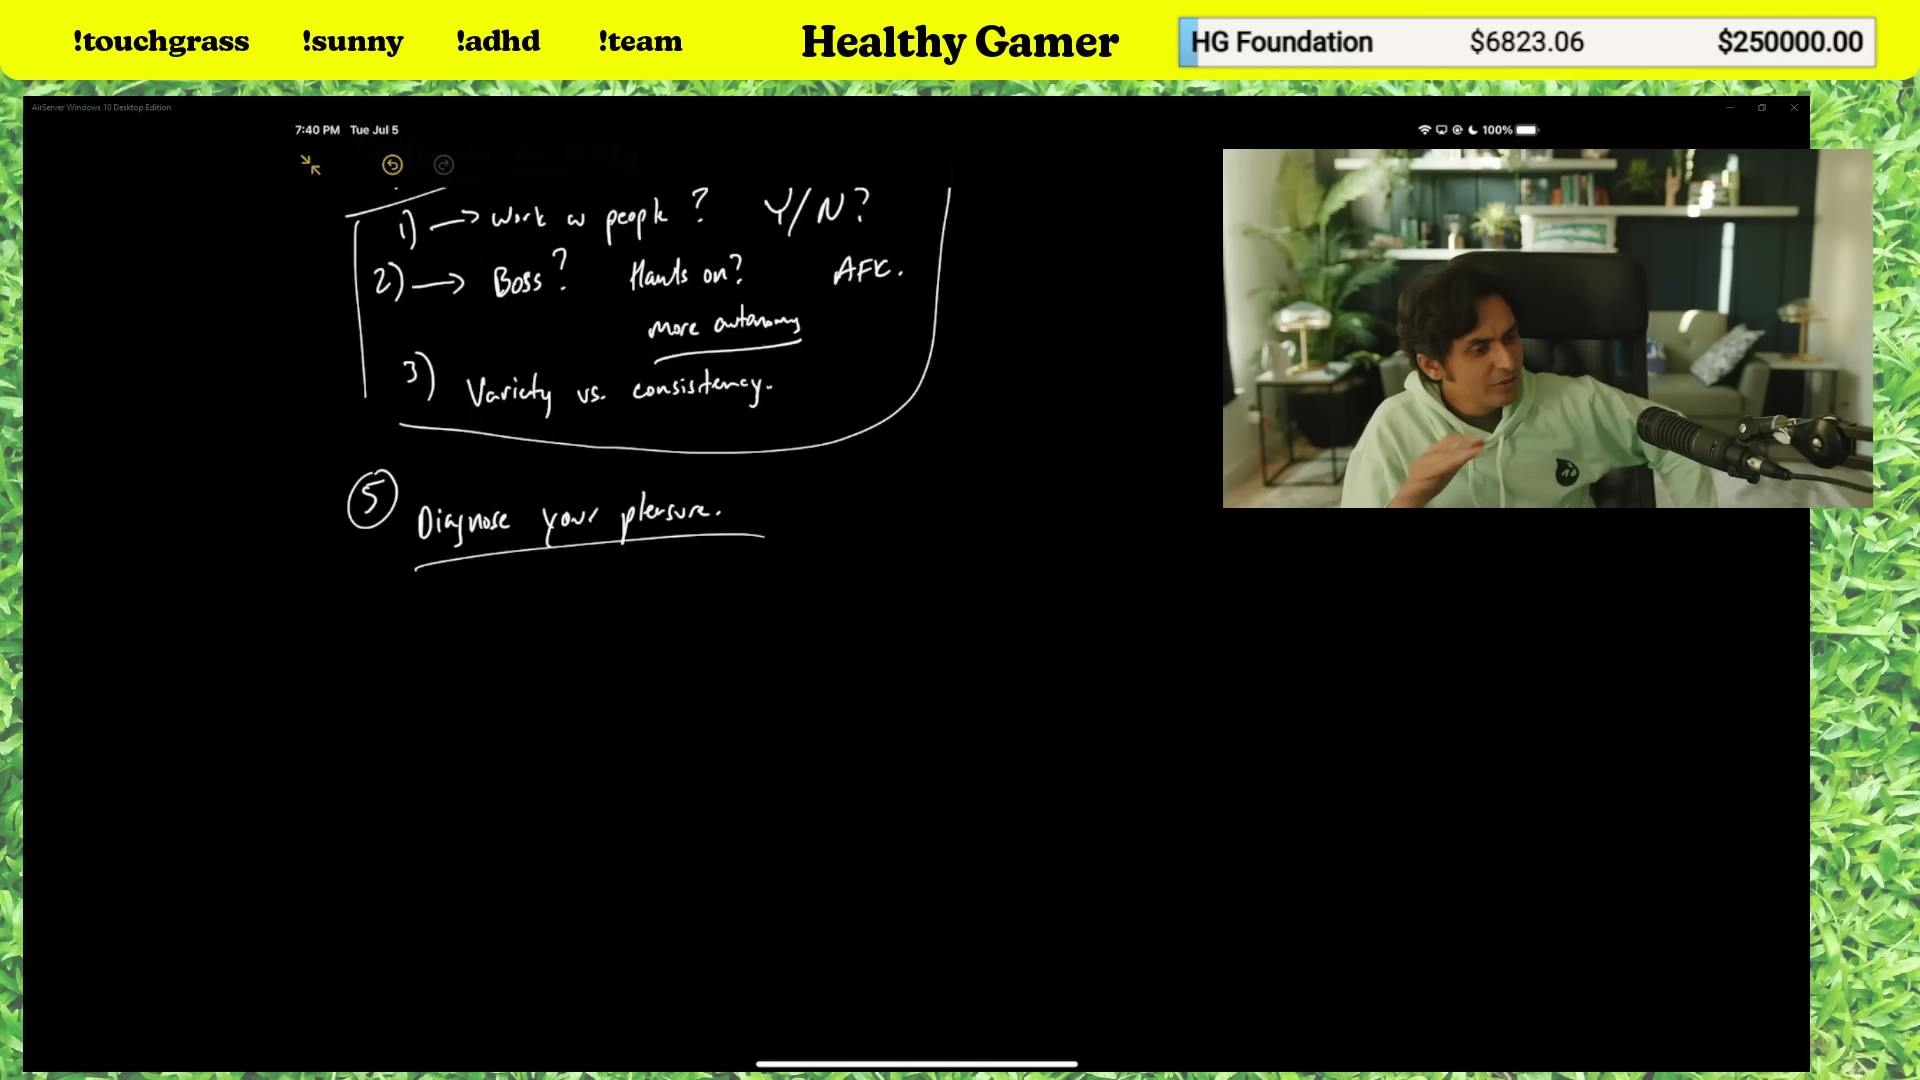 !touchgrass !sunny !adhd !team Healthy Gamer HG Foundation $6823.06 $250000.00
AirServer Windows 10 Desktop Edition
7:40 PM Tue Jul 5 100%
1) → Work w people? Y/N?
2) → Boss? Hands on? AFK.
more autonomy
3) Variety vs. consistency.
5 Diagnose your pleasure.